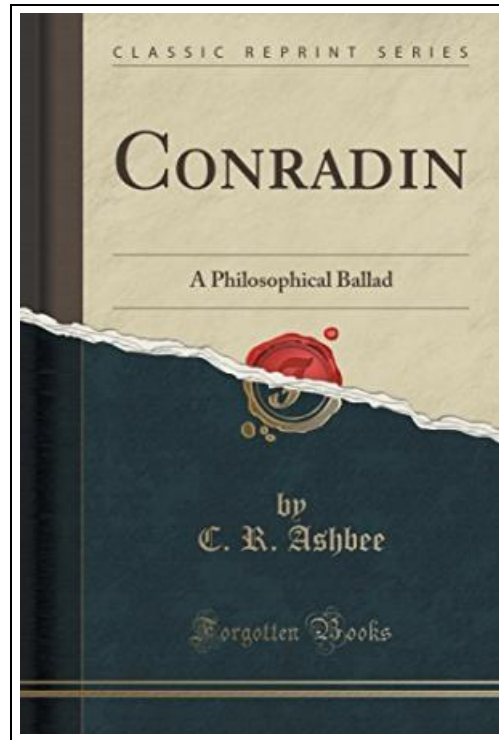 CLASSIC REPRINT SERIES
CONRADIN
A Philosophical Ballad
by
C. R. Ashbee
Forgotten Books